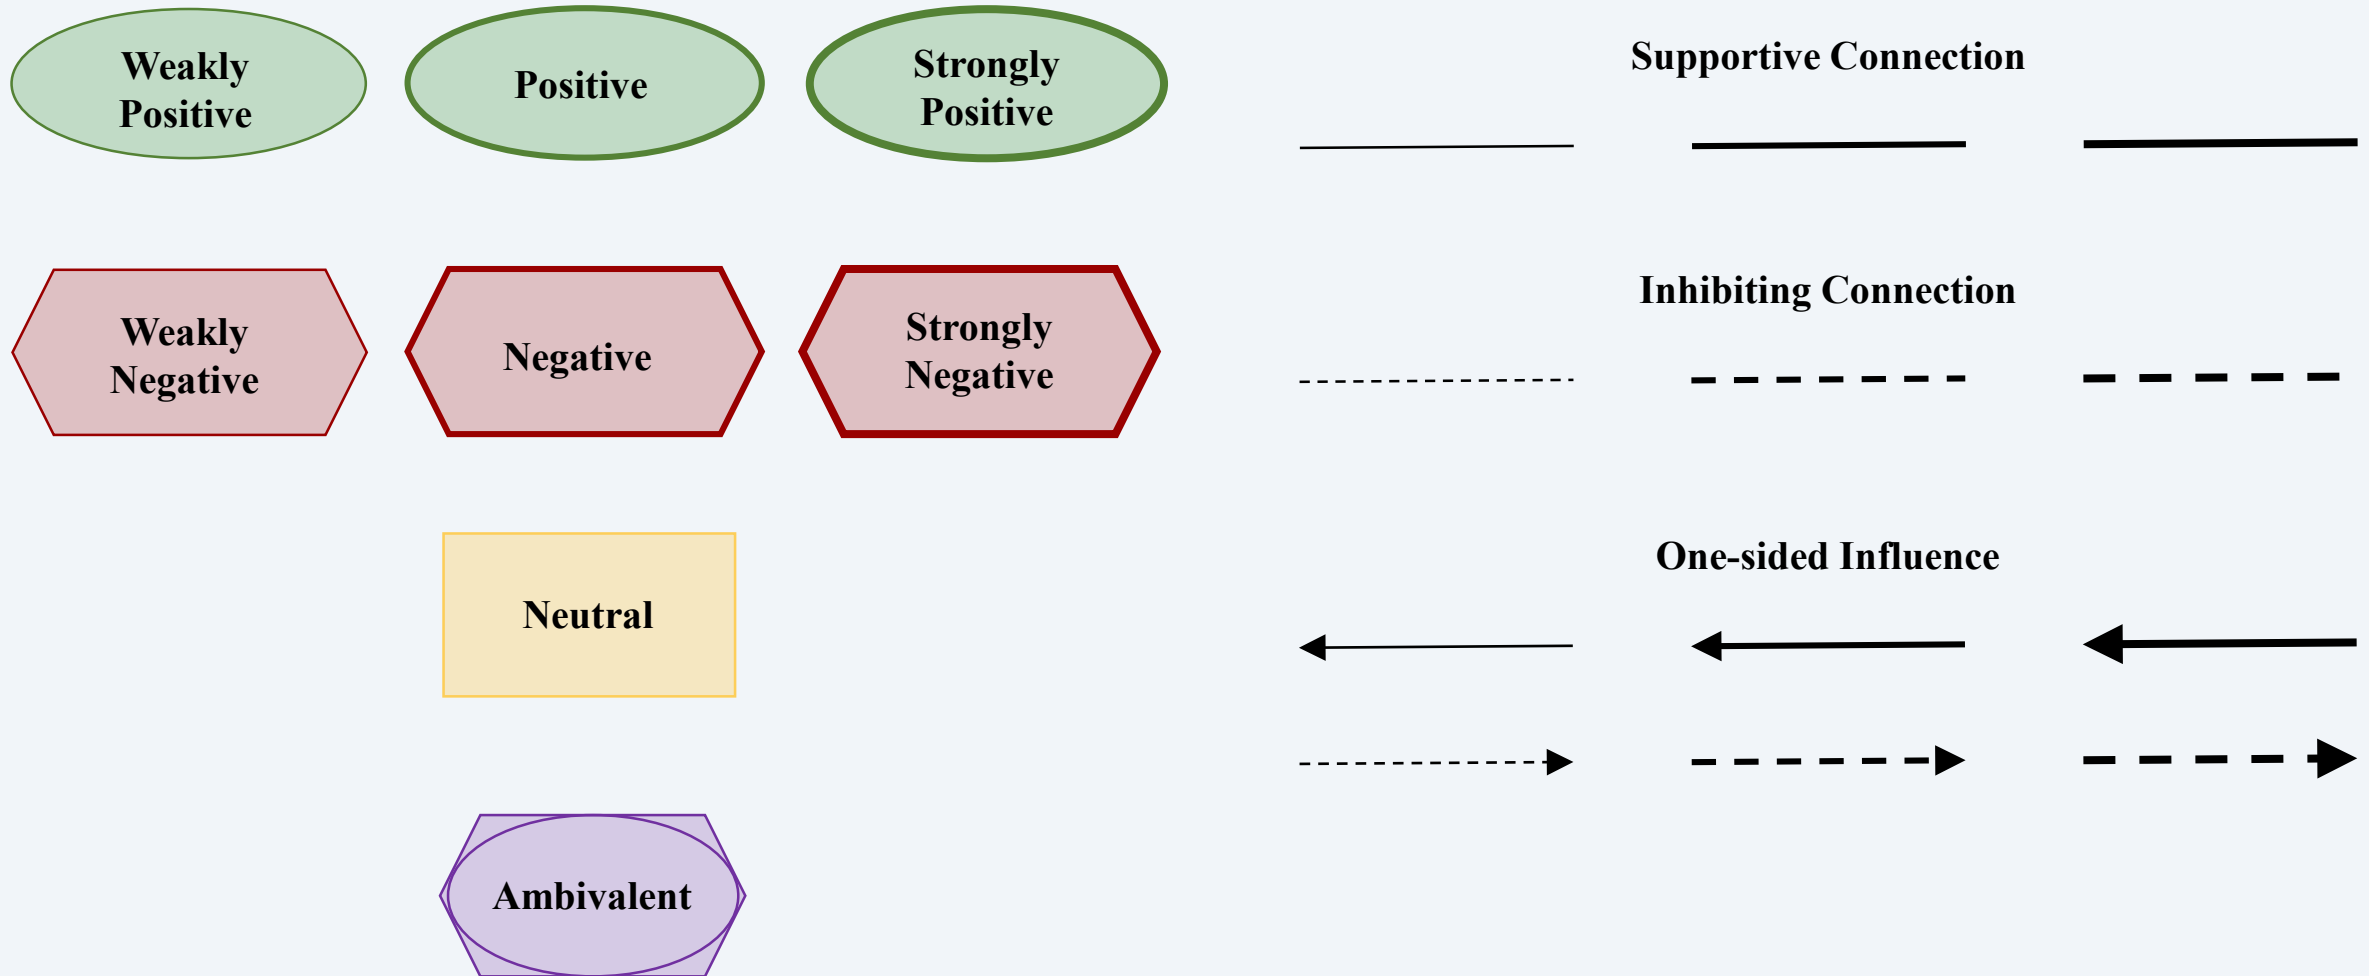 Weakly
Positive
Positive
Strongly
Positive
Supportive Connection
Weakly
Negative
Negative
Strongly
Negative
Inhibiting Connection
Neutral
One-sided Influence
Ambivalent